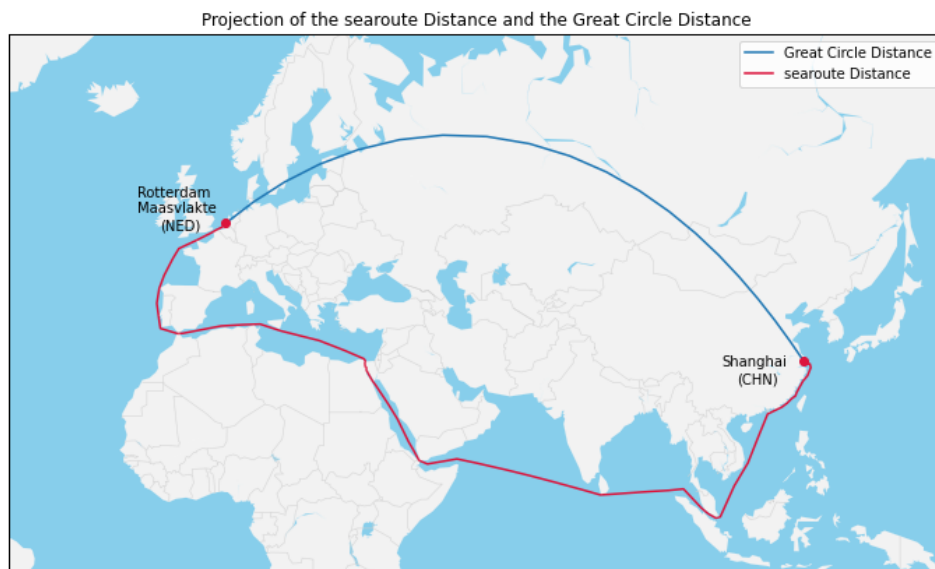 Projection of the searoute Distance and the Great Circle Distance
Great Circle Distance
searoute Distance
Rotterdam
Maasvlakte
(NED)
Shanghai
(CHN)